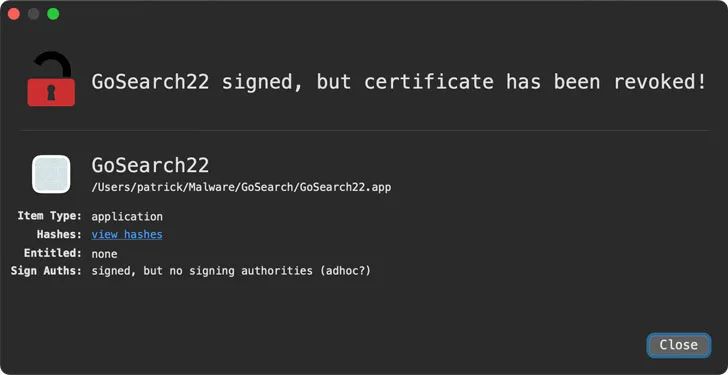 GoSearch22 signed, but certificate has been revoked!
GoSearch22
/Users/patrick/Malware/GoSearch/GoSearch22.app
Item Type: application
Hashes: view hashes
Entitled: none
Sign Auths: signed, but no signing authorities (adhoc?)
Close